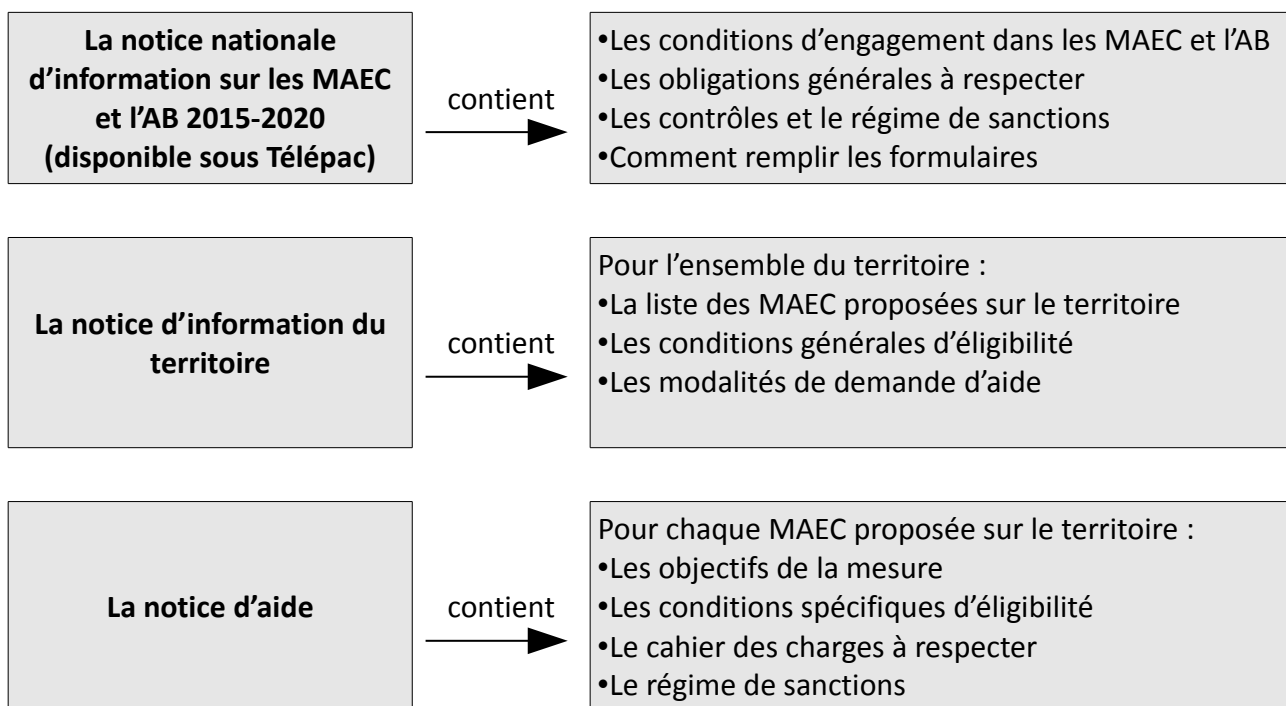 La notice nationale
d’information sur les MAEC
et l’AB 2015-2020
(disponible sous Télépac)
contient
•Les conditions d’engagement dans les MAEC et l’AB
•Les obligations générales à respecter
•Les contrôles et le régime de sanctions
•Comment remplir les formulaires
La notice d’information du
territoire
contient
Pour l’ensemble du territoire :
•La liste des MAEC proposées sur le territoire
•Les conditions générales d’éligibilité
•Les modalités de demande d’aide
La notice d’aide
contient
Pour chaque MAEC proposée sur le territoire :
•Les objectifs de la mesure
•Les conditions spécifiques d’éligibilité
•Le cahier des charges à respecter
•Le régime de sanctions